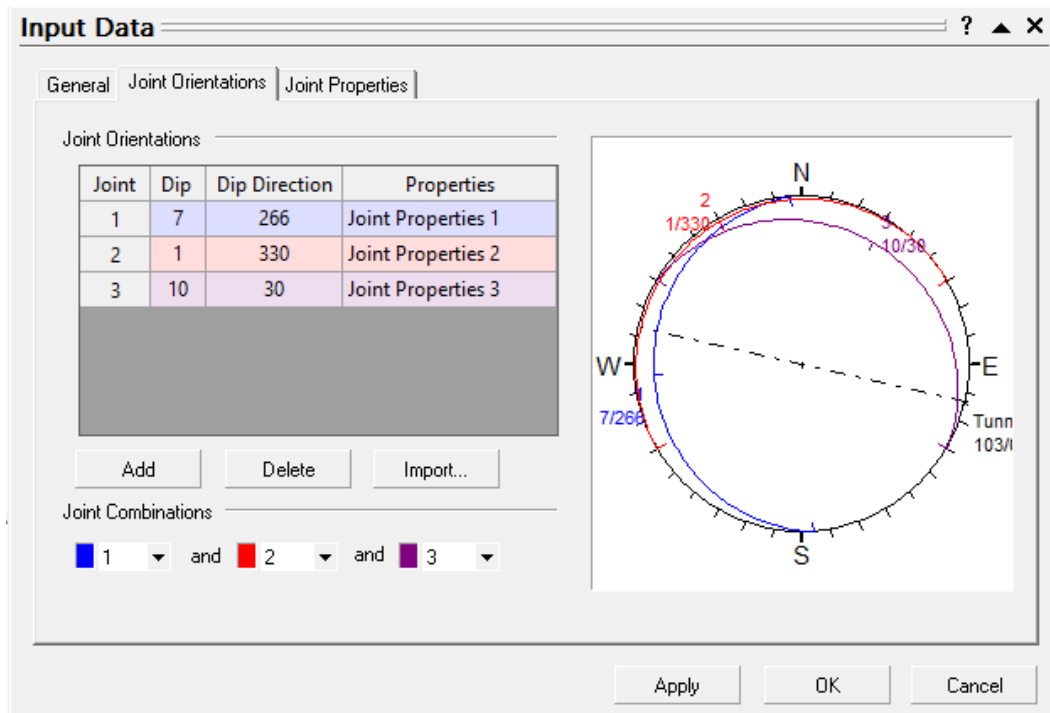 Input Data ?
General Joint Orientations Joint Properties
Joint Orientations
Joint Dip Dip Direction Properties
1 7 266 Joint Properties 1
2 1 330 Joint Properties 2
3 10 30 Joint Properties 3
Add Delete Import...
Joint Combinations
1 and 2 and 3
N
2
1/330
3
10/30
W
E
7/266
Tunn
103/
S
Apply OK Cancel